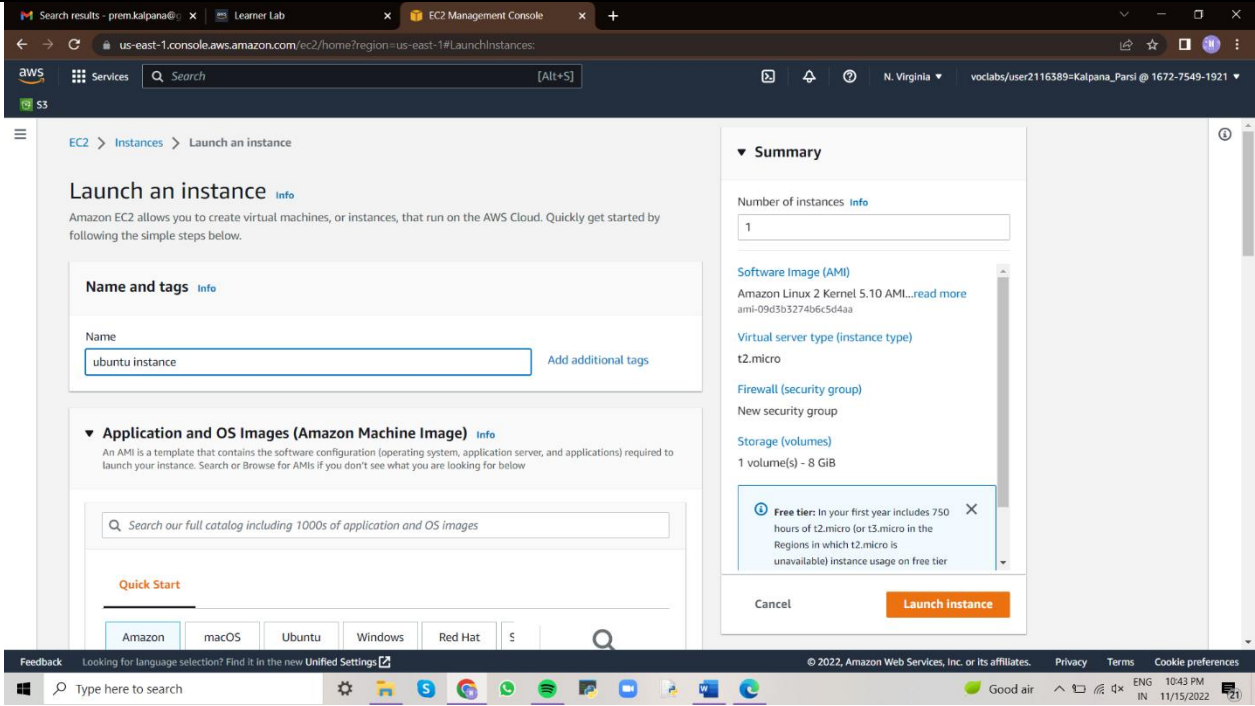 Search results - prem.kalpana@g
Learner Lab
EC2 Management Console
us-east-1.console.aws.amazon.com/ec2/home?region=us-east-1#LaunchInstances:
aws
Services
Search
[Alt+S]
N. Virginia
voclabs/user2116389=Kalpana_Parsi @ 1672-7549-1921
S3
EC2 > Instances > Launch an instance
Launch an instance Info
Amazon EC2 allows you to create virtual machines, or instances, that run on the AWS Cloud. Quickly get started by
following the simple steps below.
Name and tags Info
Name
ubuntu instance
Add additional tags
Application and OS Images (Amazon Machine Image) Info
An AMI is a template that contains the software configuration (operating system, application server, and applications) required to
launch your instance. Search or Browse for AMIs if you don't see what you are looking for below
Search our full catalog including 1000s of application and OS images
Quick Start
Amazon
macOS
Ubuntu
Windows
Red Hat
S
Summary
Number of instances Info
1
Software Image (AMI)
Amazon Linux 2 Kernel 5.10 AMI...read more
ami-09d3b3274b6c5d4aa
Virtual server type (instance type)
t2.micro
Firewall (security group)
New security group
Storage (volumes)
1 volume(s) - 8 GiB
Free tier: In your first year includes 750
hours of t2.micro (or t3.micro in the
Regions in which t2.micro is
unavailable) instance usage on free tier
Cancel
Launch instance
Feedback
Looking for language selection? Find it in the new Unified Settings
© 2022, Amazon Web Services, Inc. or its affiliates.
Privacy
Terms
Cookie preferences
Type here to search
Good air
ENG
IN
10:43 PM
11/15/2022
21